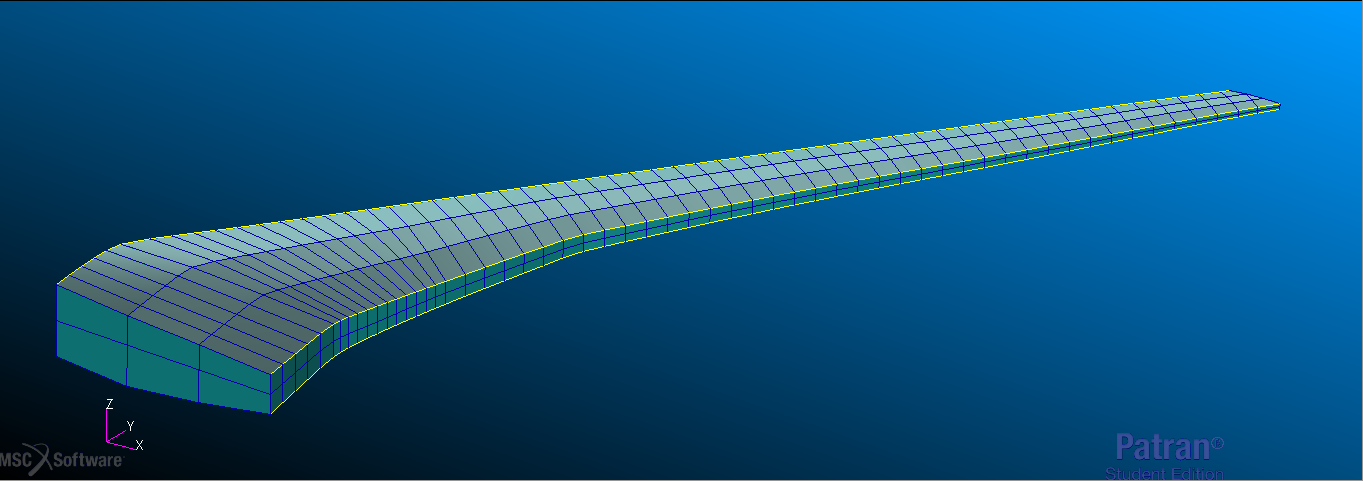 Z
Y
X
MSC Software
Patran
Student Edition